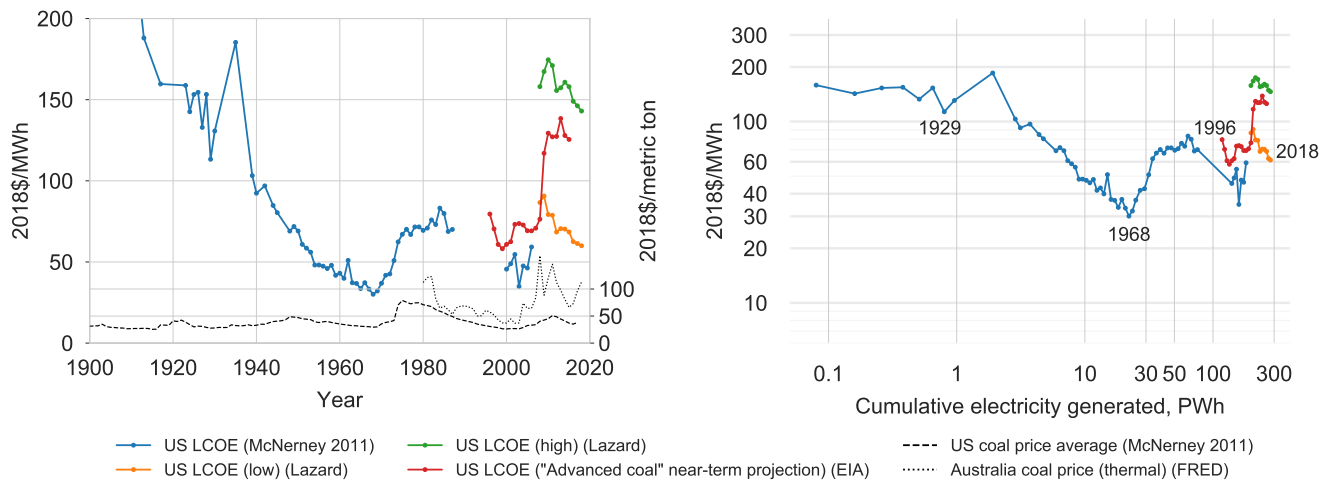 200
150
100
50
0
2018$/MWh
100
50
0
2018$/metric ton
1900 1920 1940 1960 1980 2000 2020
Year
300
200
100
60
40
30
20
10
2018$/MWh
1929
1996
2018
1968
0.1 1 10 30 50 100 300
Cumulative electricity generated, PWh
US LCOE (McNerney 2011)
US LCOE (low) (Lazard)
US LCOE (high) (Lazard)
US LCOE ("Advanced coal" near-term projection) (EIA)
US coal price average (McNerney 2011)
Australia coal price (thermal) (FRED)